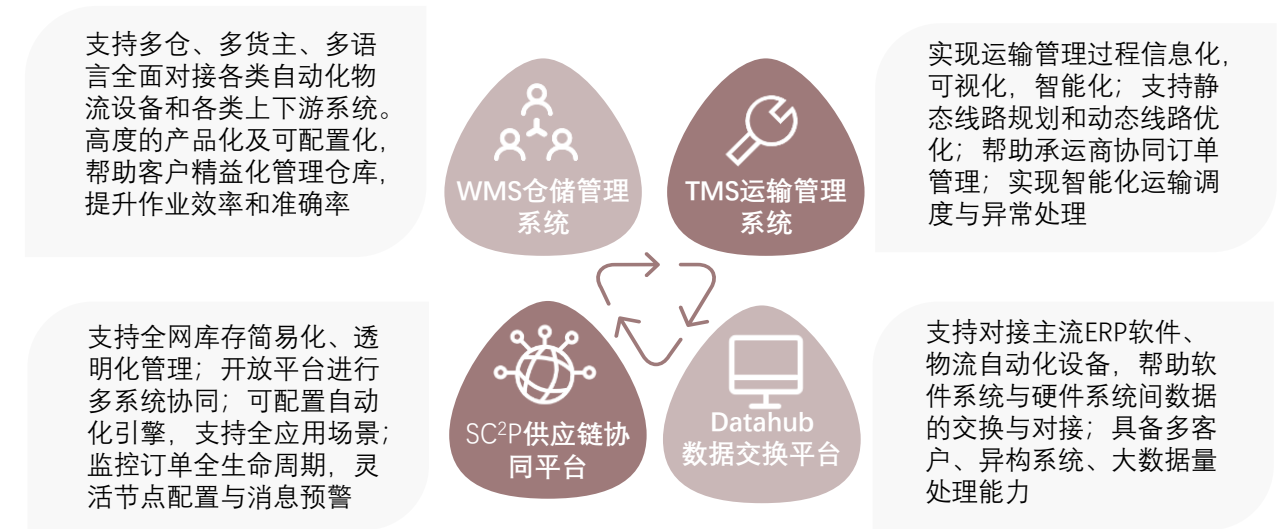 支持多仓、多货主、多语
言全面对接各类自动化物
流设备和各类上下游系统。
高度的产品化及可配置化，
帮助客户精益化管理仓库，
提升作业效率和准确率
WMS仓储管理
系统
TMS运输管理
系统
实现运输管理过程信息化，
可视化，智能化；支持静
态线路规划和动态线路优
化；帮助承运商协同订单
管理；实现智能化运输调
度与异常处理
支持全网库存简易化、透
明化管理；开放平台进行
多系统协同；可配置自动
化引擎，支持全应用场景；
监控订单全生命周期，灵
活节点配置与消息预警
SC²P供应链协
同平台
Datahub
数据交换平台
支持对接主流ERP软件、
物流自动化设备，帮助软
件系统与硬件系统间数据
的交换与对接；具备多客
户、异构系统、大数据量
处理能力